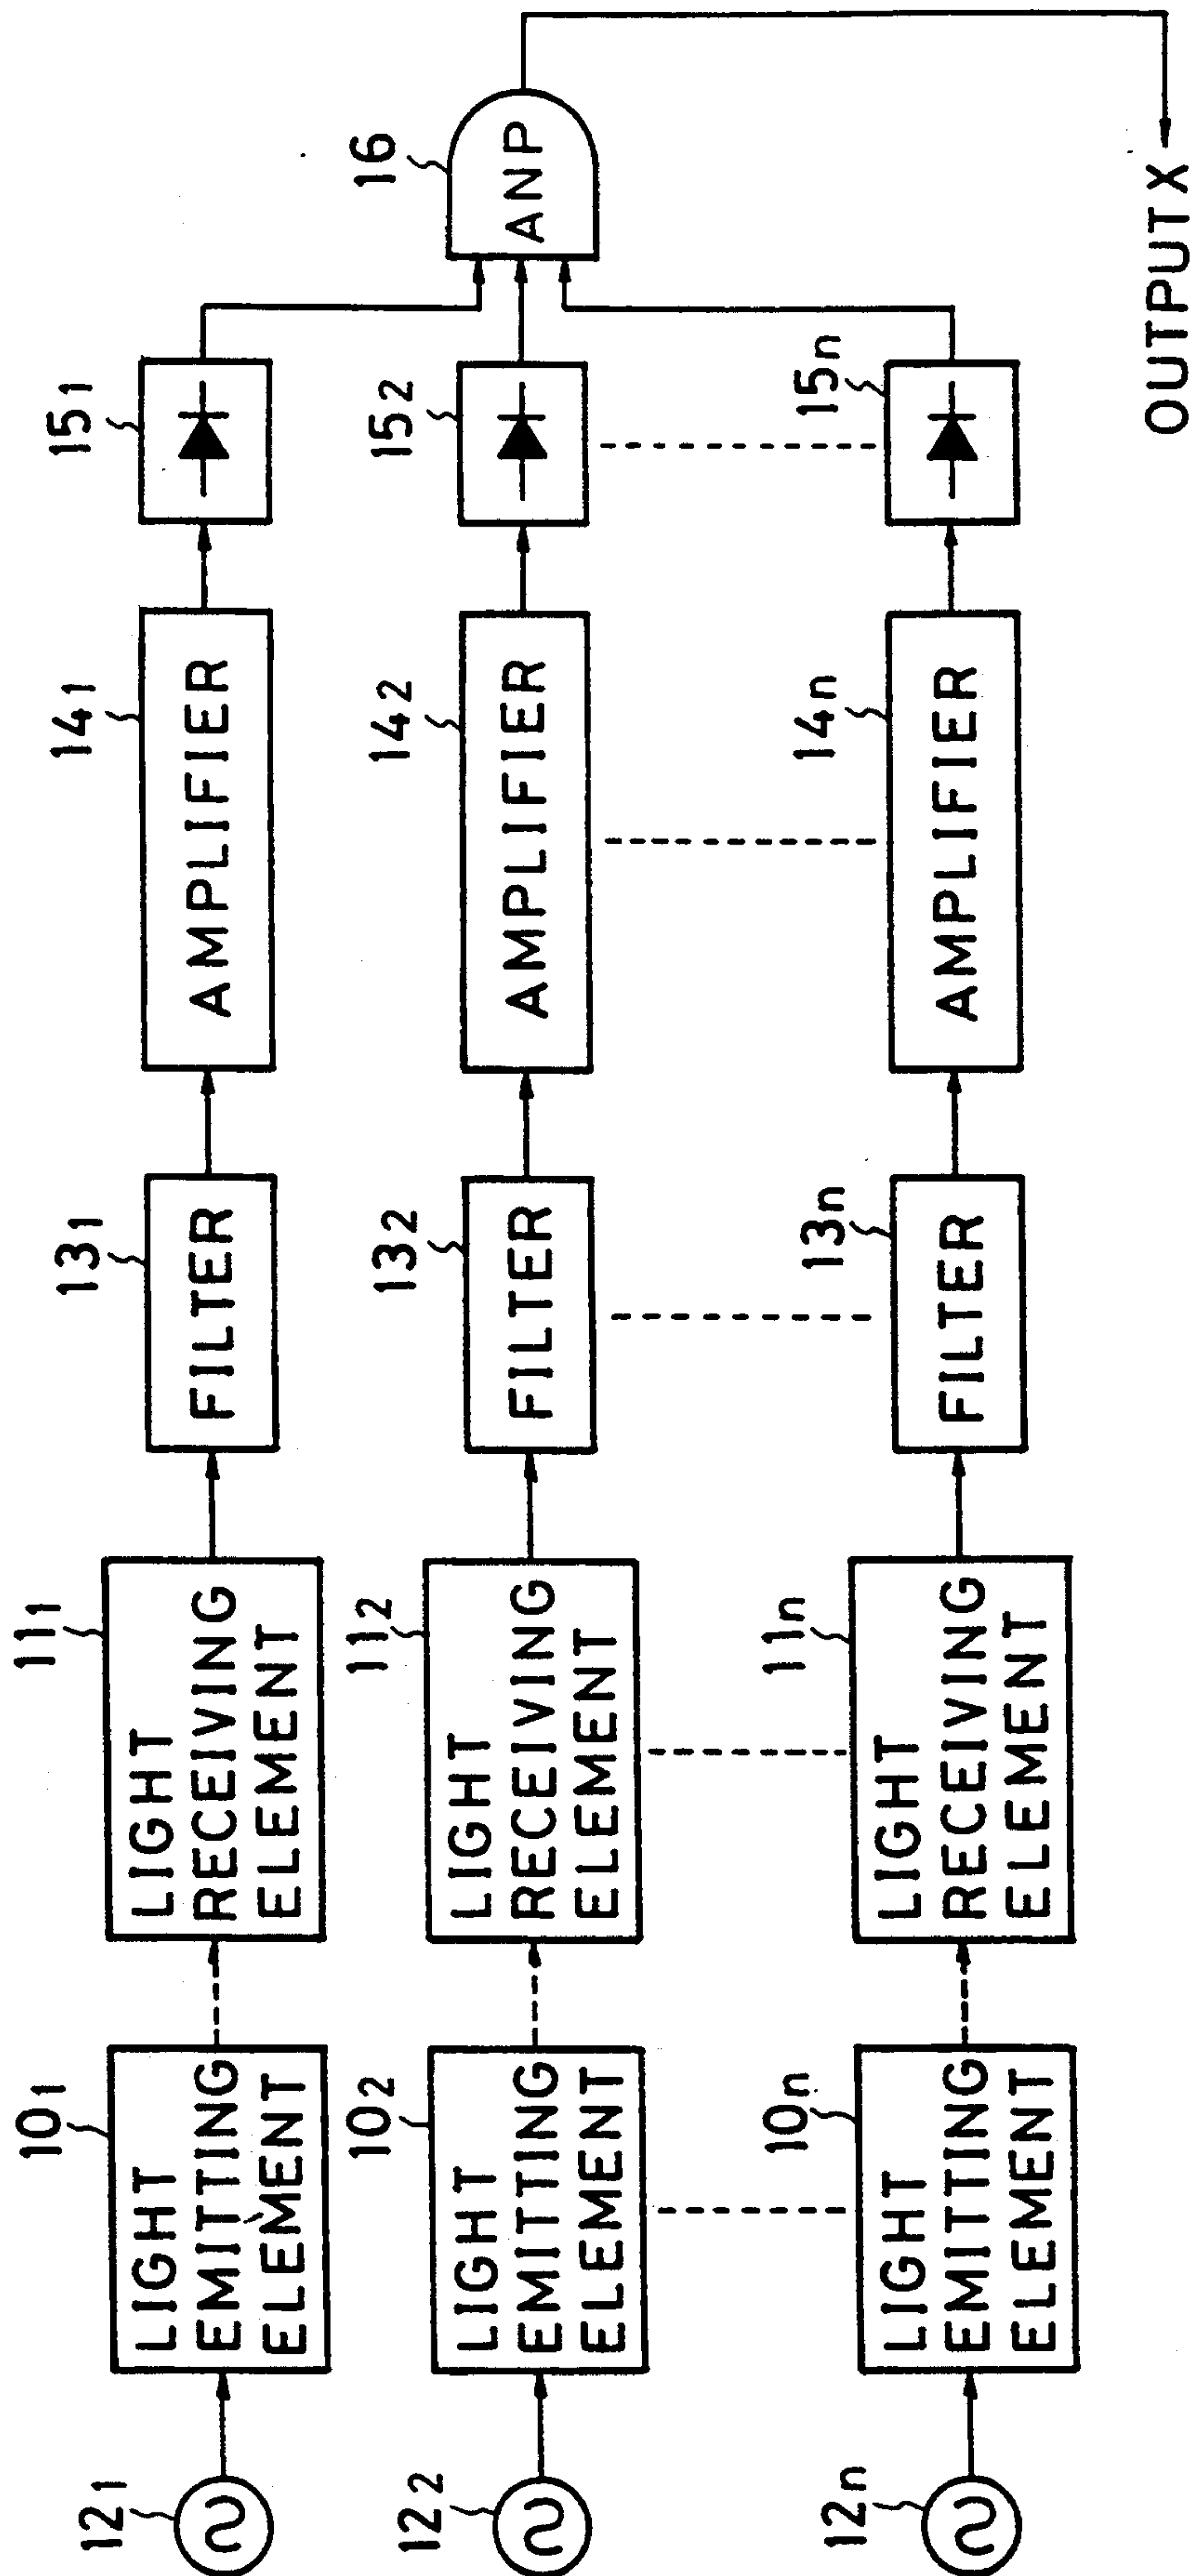 12₁
10₁
LIGHT
EMITTING
ELEMENT
11₁
LIGHT
RECEIVING
ELEMENT
13₁
FILTER
14₁
AMPLIFIER
15₁
12₂
10₂
LIGHT
EMITTING
ELEMENT
11₂
LIGHT
RECEIVING
ELEMENT
13₂
FILTER
14₂
AMPLIFIER
15₂
16
ANP
12n
10n
LIGHT
EMITTING
ELEMENT
11n
LIGHT
RECEIVING
ELEMENT
13n
FILTER
14n
AMPLIFIER
15n
OUTPUT X